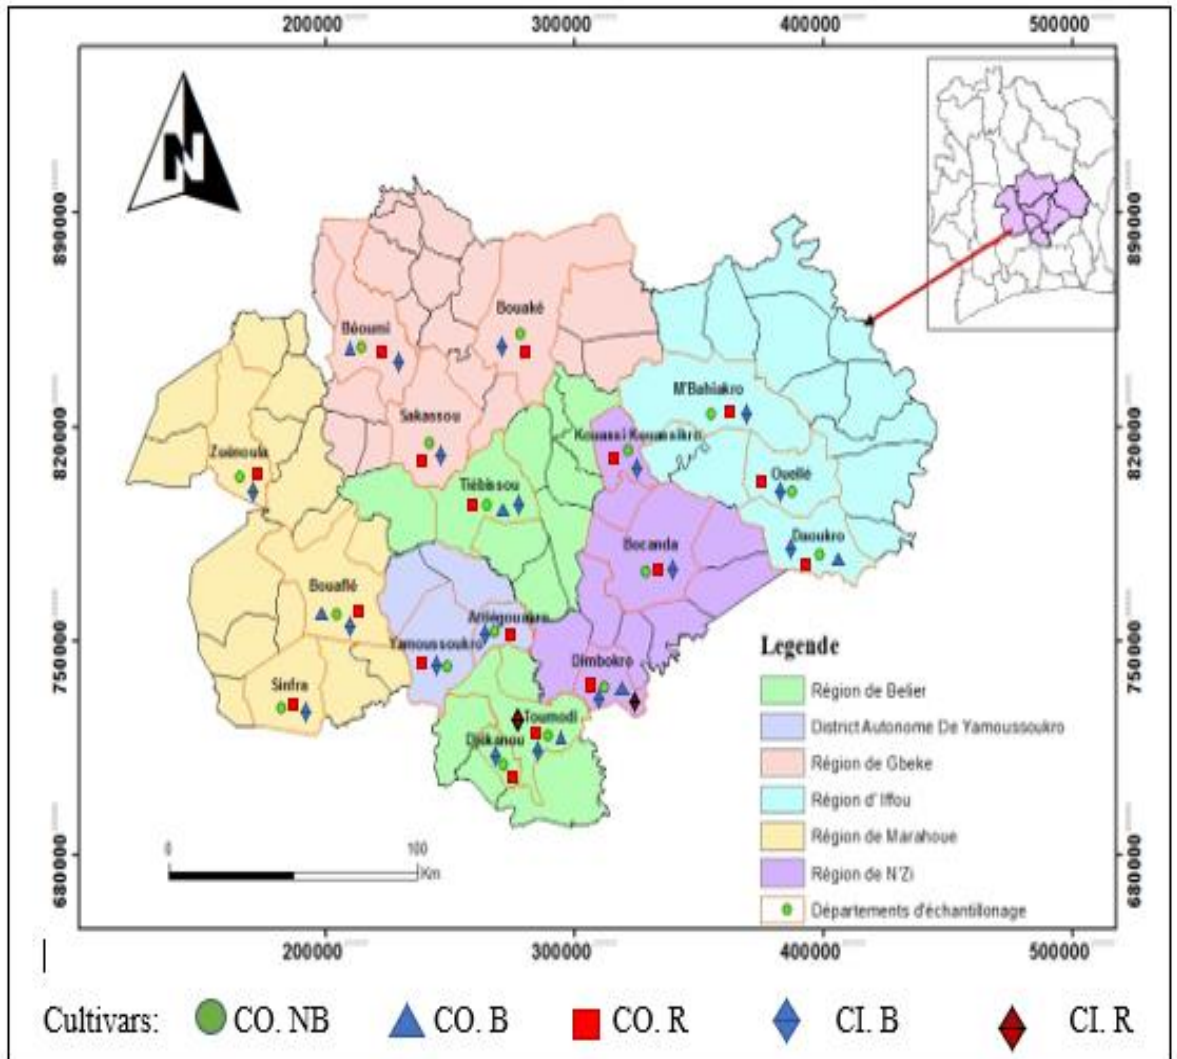 200000 300000 400000 500000
N
890000 890000
820000 820000
750000 750000
680000 680000
Bouaké
Béoumi
M'Bahiakro
Sakassou
Kouassi Kouassikro
Zuénoula
Ouellé
Tiébissou
Daoukro
Bocanda
Bouaflé
Attiégouakro
Yamoussoukro
Dimbokro
Sinfra
Toumodi
Djékanou
Legende
Région de Belier
District Autonome De Yamoussoukro
Région de Gbeke
Région d' Iffou
Région de Marahoue
Région de N'Zi
Départements d'échantillonage
0 100
Km
200000 300000 400000 500000
Cultivars: CO. NB CO. B CO. R CI. B CI. R